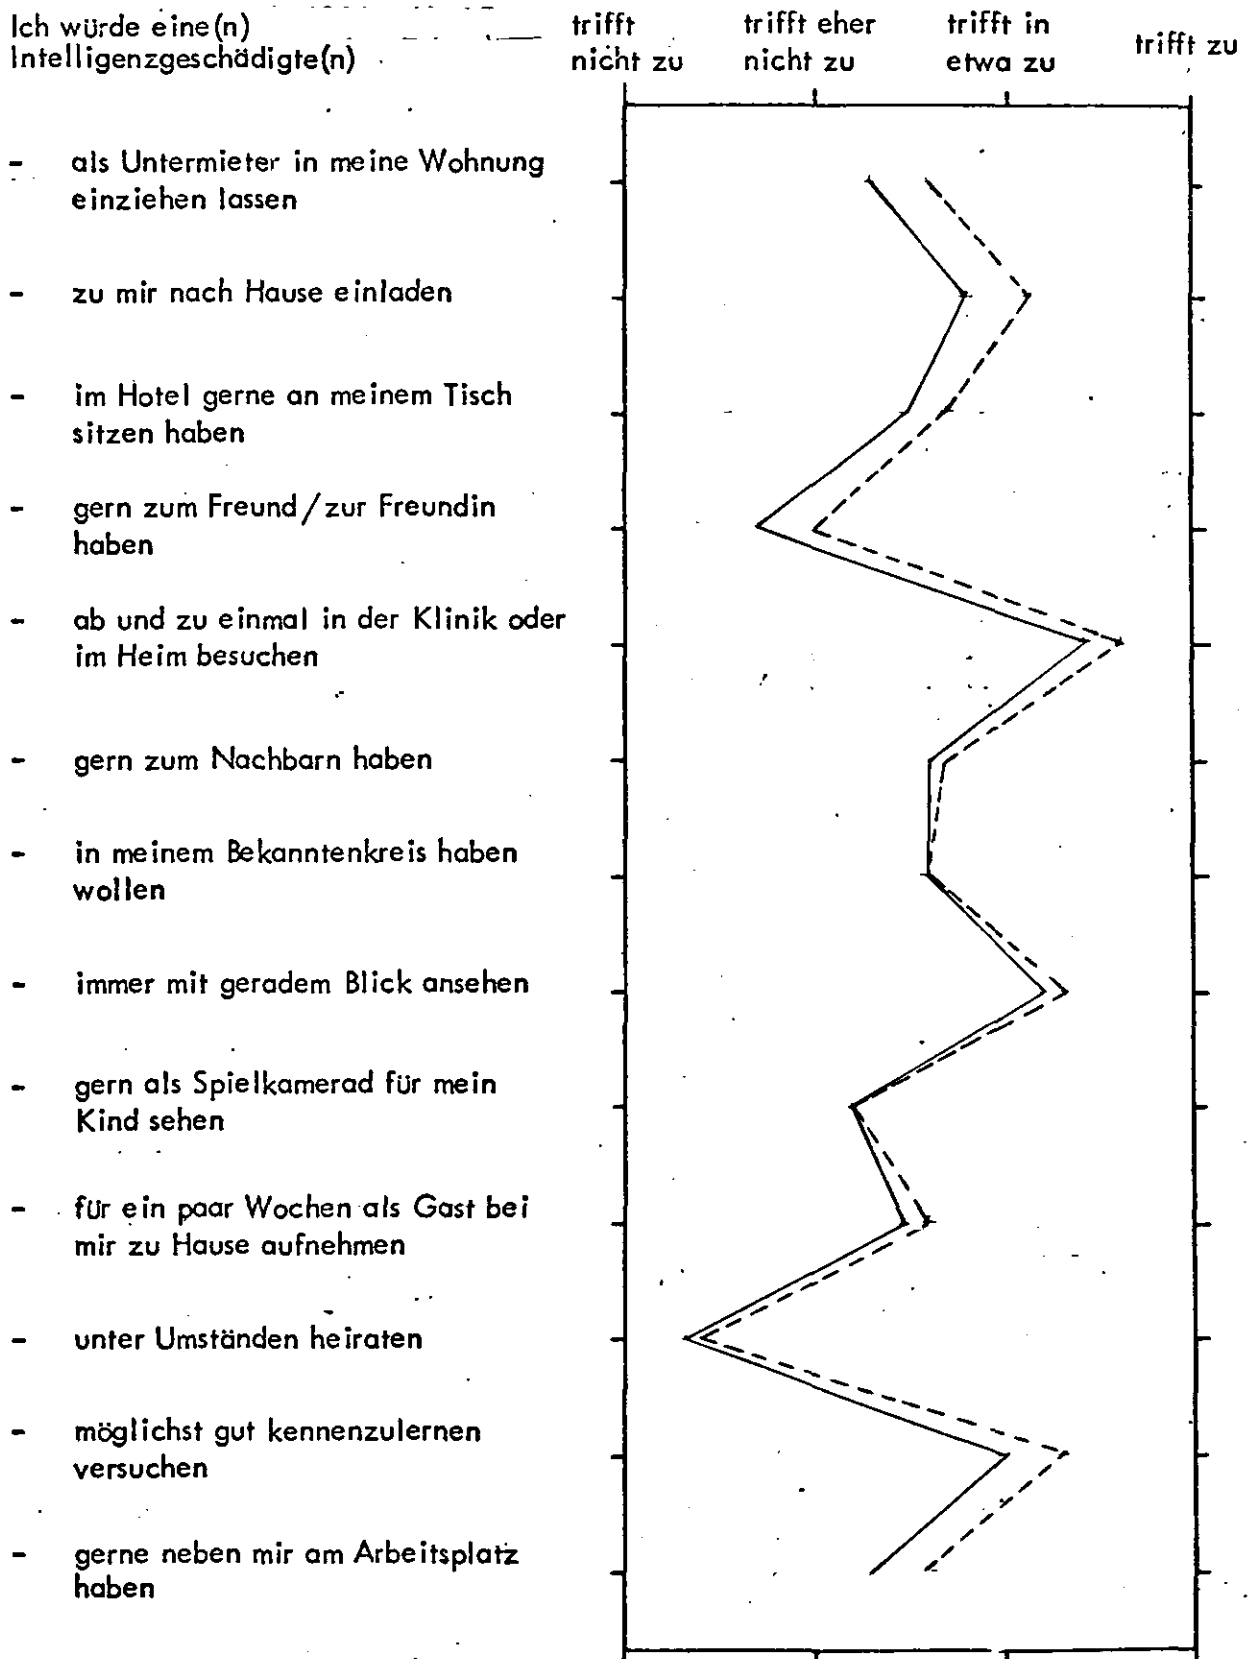 Ich würde eine(n)
Intelligenzgeschädigte(n)
trifft
nicht zu
trifft eher
nicht zu
trifft in
etwa zu
trifft zu
- als Untermieter in meine Wohnung
einziehen lassen
- zu mir nach Hause einladen
- im Hotel gerne an meinem Tisch
sitzen haben
- gern zum Freund/zur Freundin
haben
- ab und zu einmal in der Klinik oder
im Heim besuchen
- gern zum Nachbarn haben
- in meinem Bekanntenkreis haben
wollen
- immer mit geradem Blick ansehen
- gern als Spielkamerad für mein
Kind sehen
- für ein paar Wochen als Gast bei
mir zu Hause aufnehmen
- unter Umständen heiraten
- möglichst gut kennenzulernen
versuchen
- gerne neben mir am Arbeitsplatz
haben